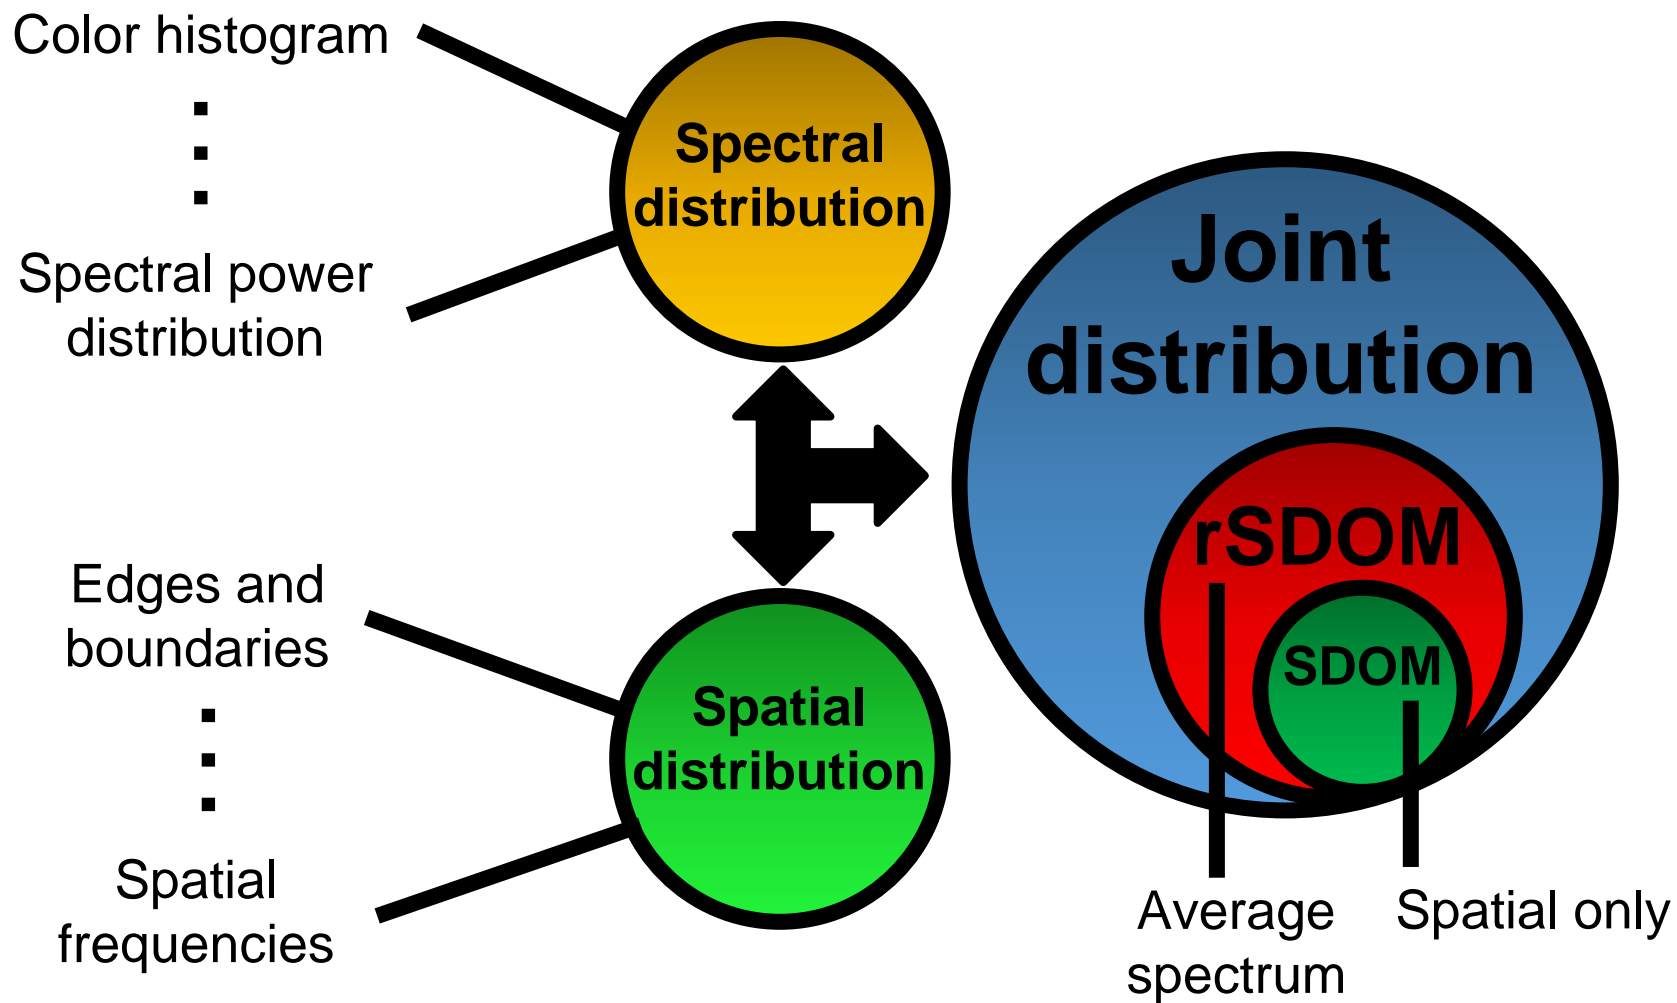 Color histogram
Spectral power
distribution
Spectral
distribution
Edges and
boundaries
Spatial
frequencies
Spatial
distribution
Joint
distribution
rSDOM
SDOM
Average
spectrum
Spatial only